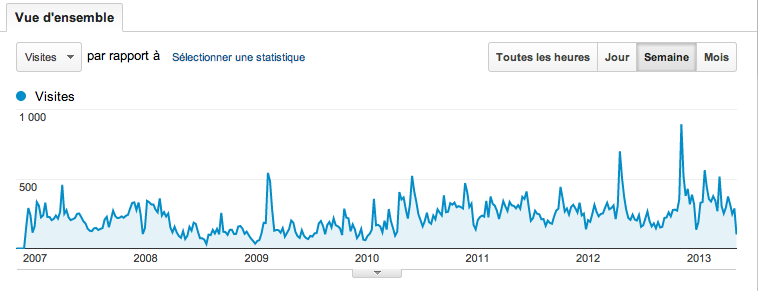 Vue d'ensemble
Visites par rapport à Sélectionner une statistique Toutes les heures Jour Semaine Mois
Visites
1 000
500
2007 2008 2009 2010 2011 2012 2013